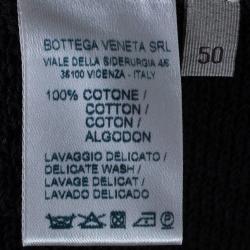 BOTTEGA VENETA SRL
VIALE DELLA SIDERURGIA 4/6
36100 VICENZA - ITALY
50
100% COTONE /
COTTON /
COTON /
ALGODON
LAVAGGIO DELICATO /
DELICATE WASH /
LAVAGE DELICAT /
LAVADO DELICADO